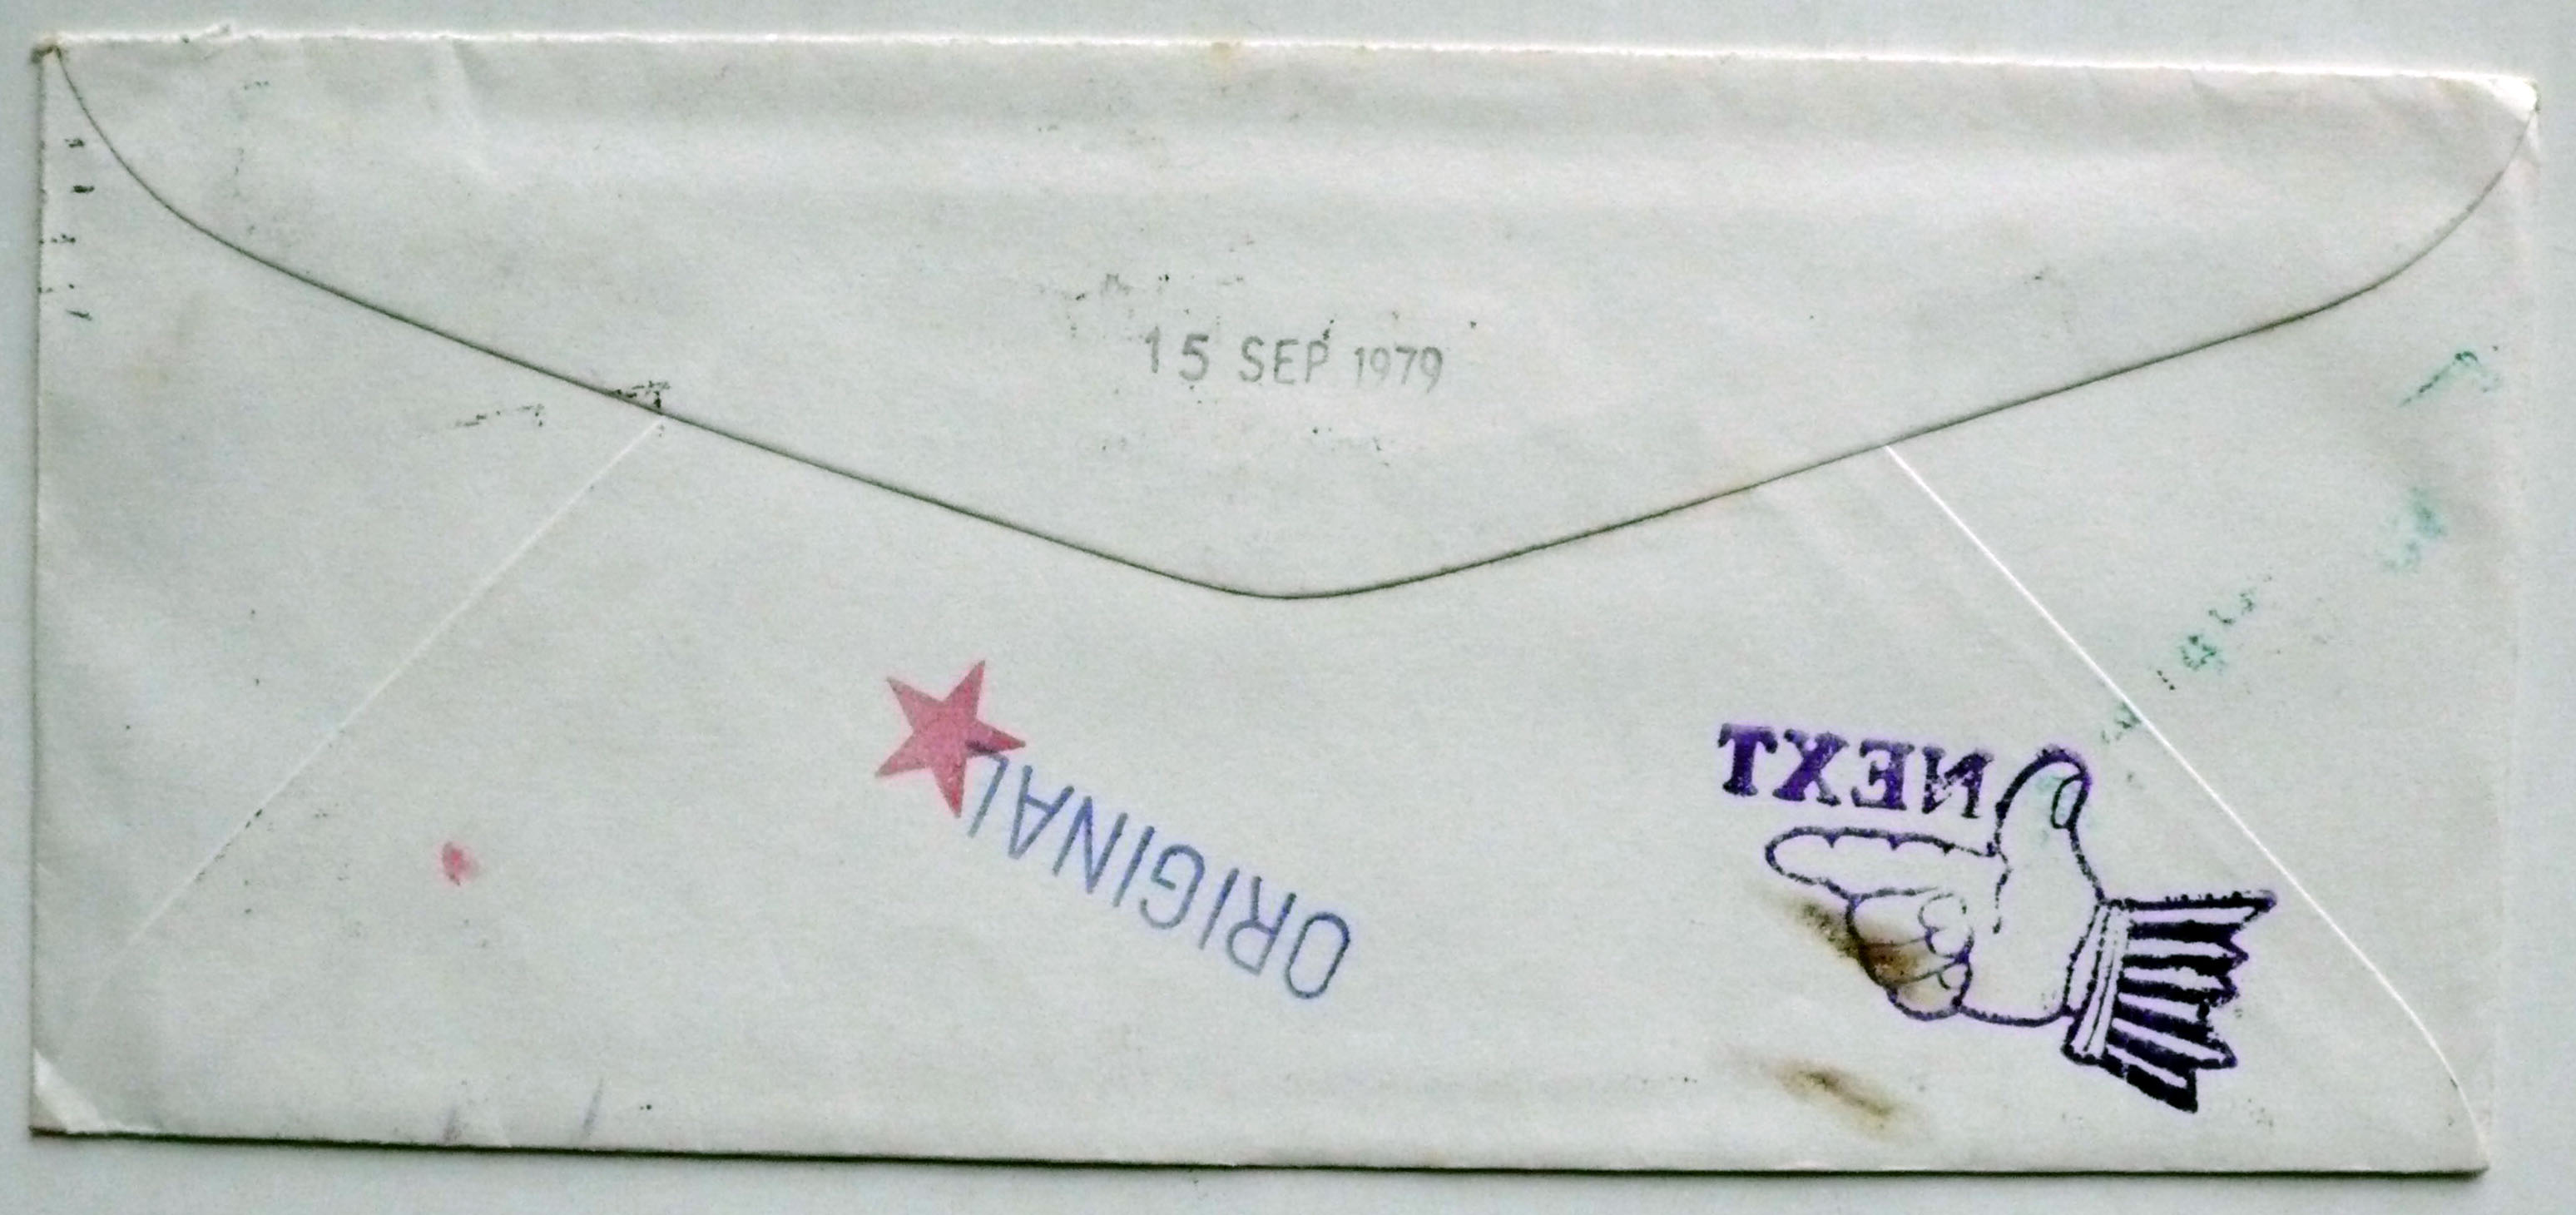 15 SEP 1979
NEXT
ORIGINAL